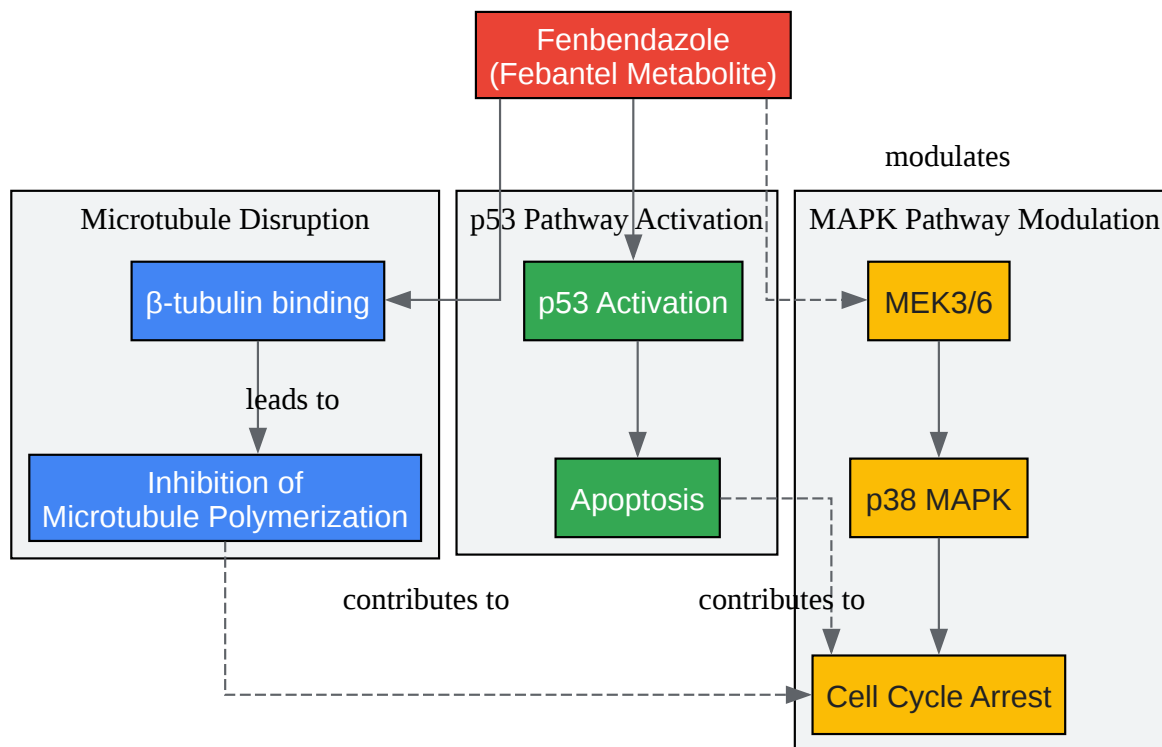 Fenbendazole
(Febantel Metabolite)
modulates
Microtubule Disruption
p53 Pathway Activation
MAPK Pathway Modulation
β-tubulin binding
p53 Activation
MEK3/6
leads to
Inhibition of
Microtubule Polymerization
Apoptosis
p38 MAPK
contributes to
contributes to
Cell Cycle Arrest